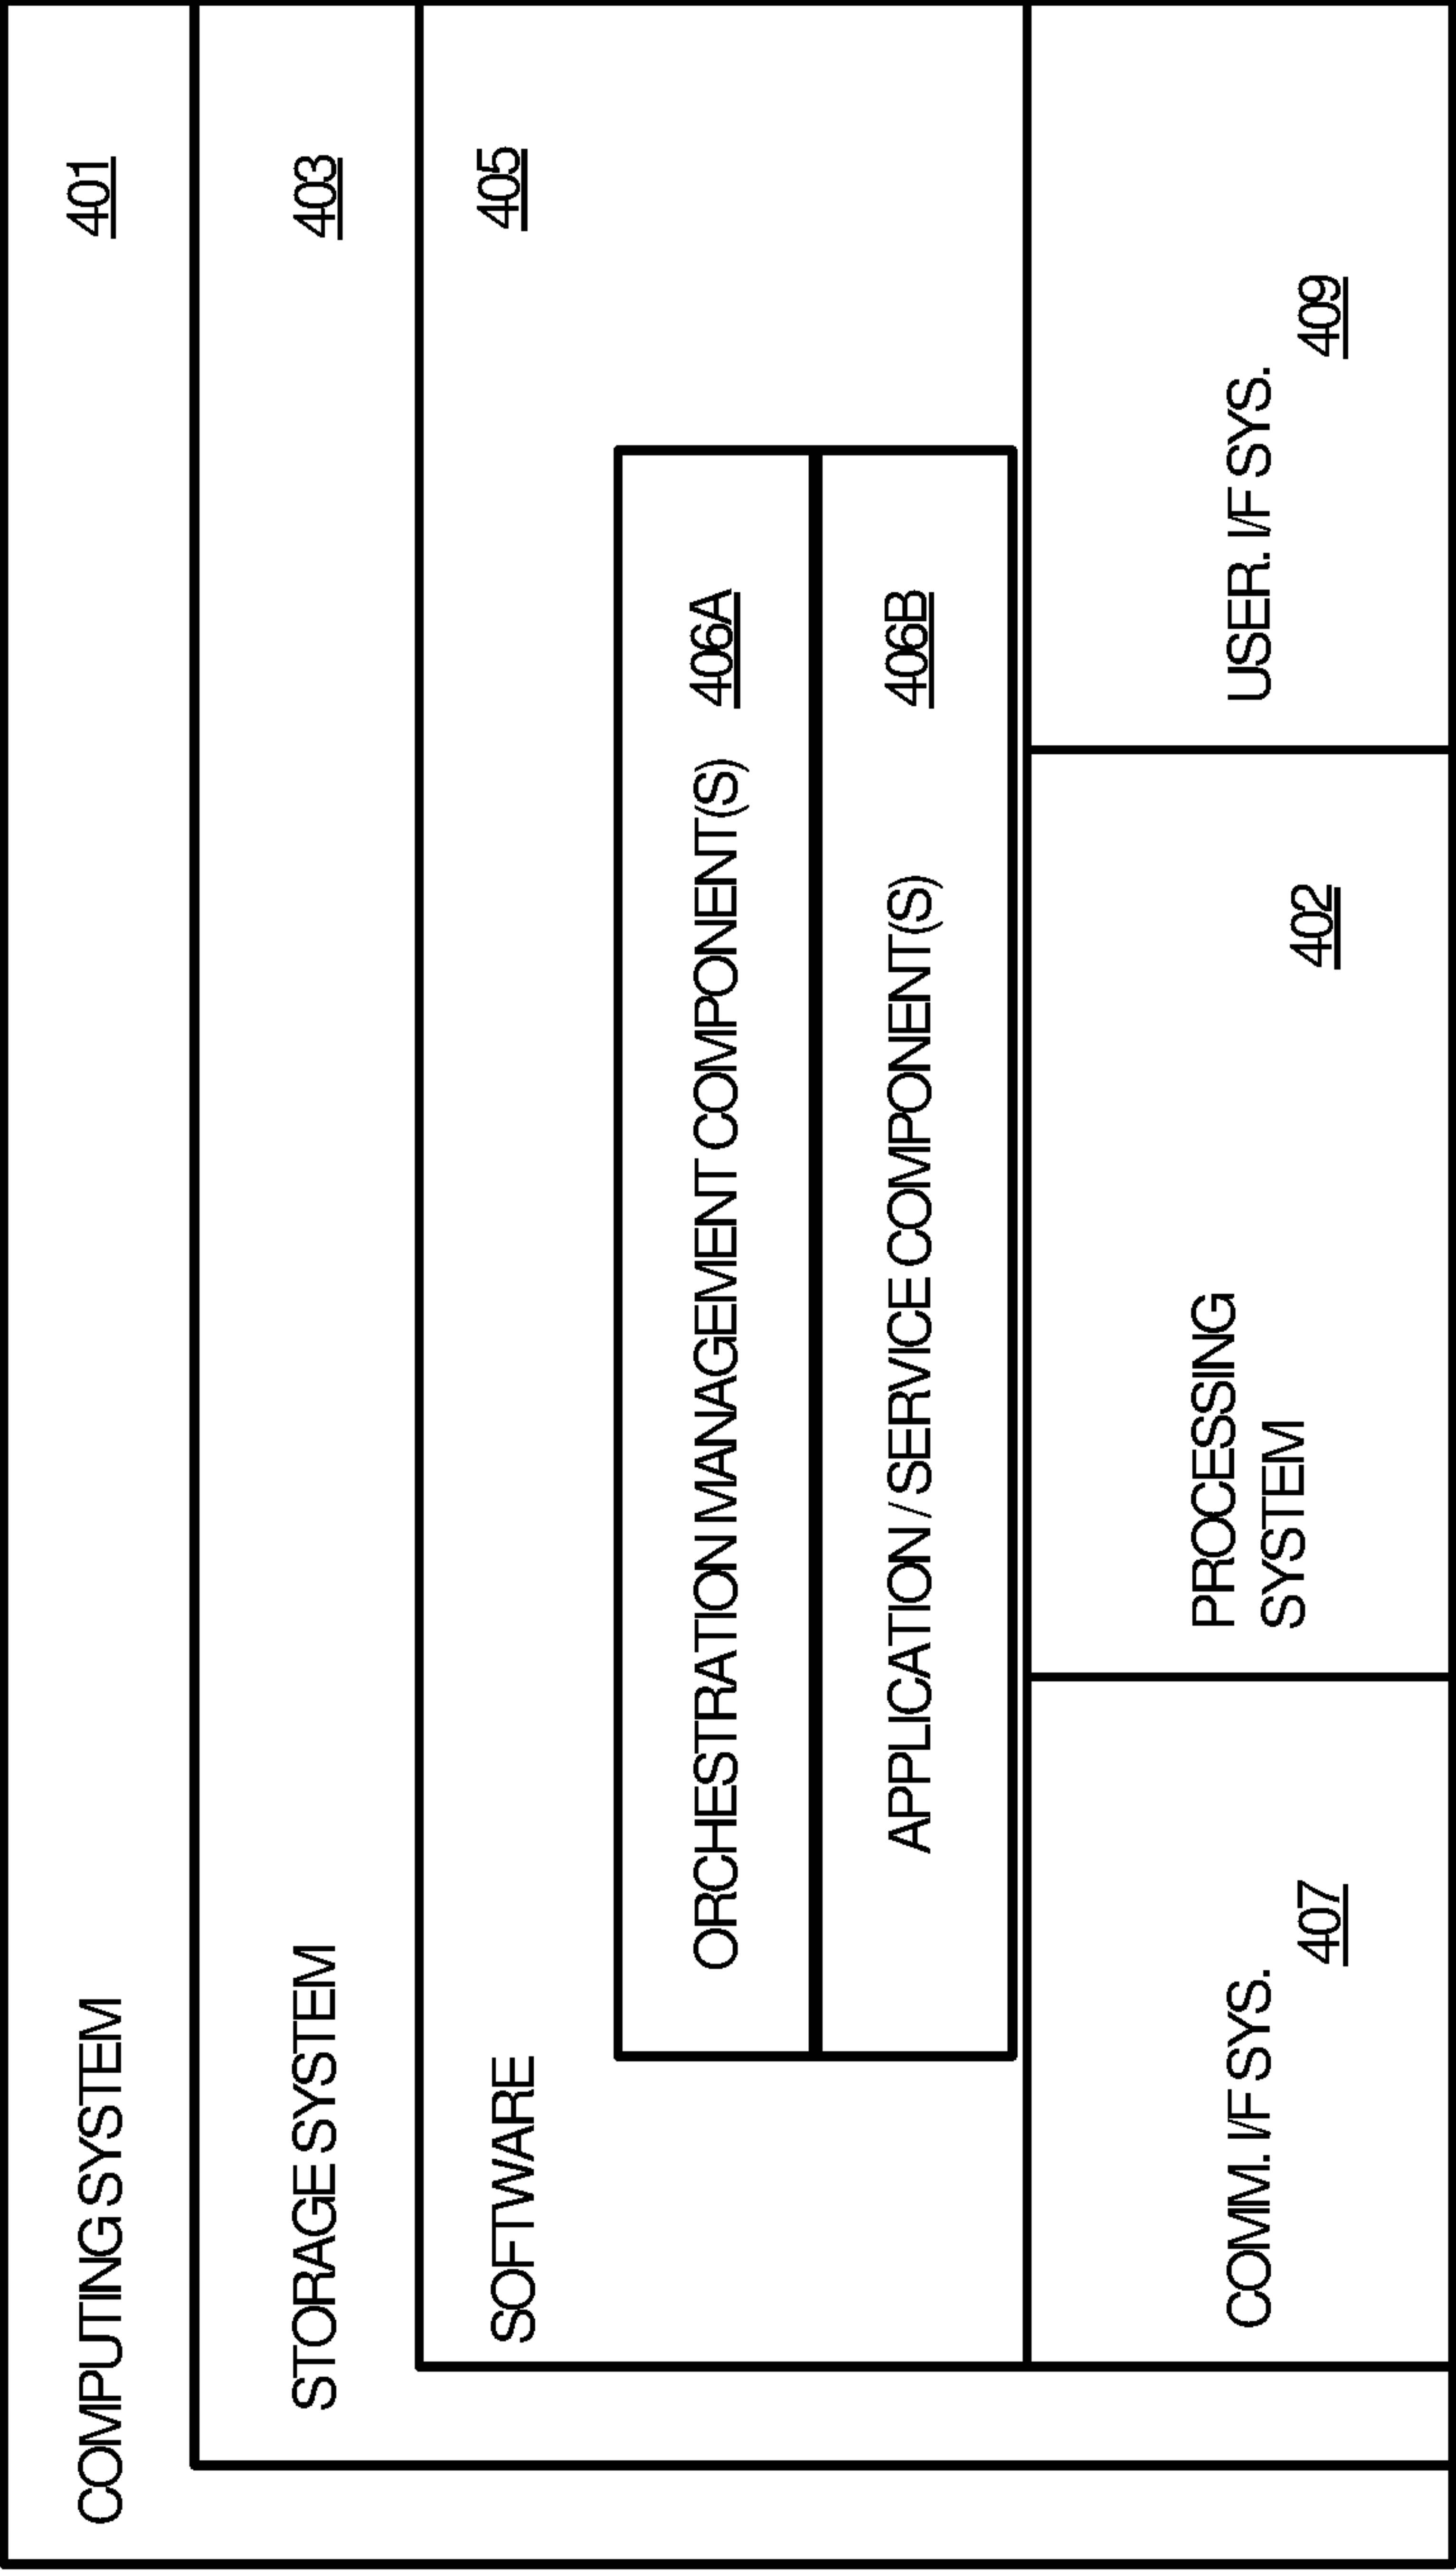 COMPUTING SYSTEM 401
STORAGE SYSTEM 403
SOFTWARE 405
ORCHESTRATION MANAGEMENT COMPONENT(S) 406A
APPLICATION / SERVICE COMPONENT(S) 406B
COMM. I/F SYS.
407
PROCESSING
SYSTEM
402
USER. I/F SYS.
409